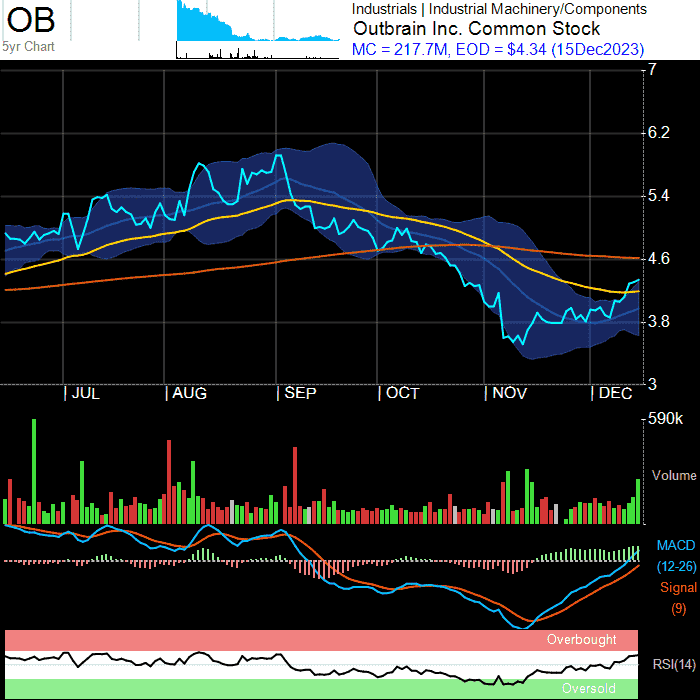 OB
5yr Chart
Industrials | Industrial Machinery/Components
Outbrain Inc. Common Stock
MC = 217.7M, EOD = $4.34 (15Dec2023)
7
6.2
5.4
4.6
3.8
3
| JUL | AUG | SEP | OCT | NOV | DEC
590k
Volume
MACD
(12-26)
Signal
(9)
Overbought
RSI(14)
Oversold